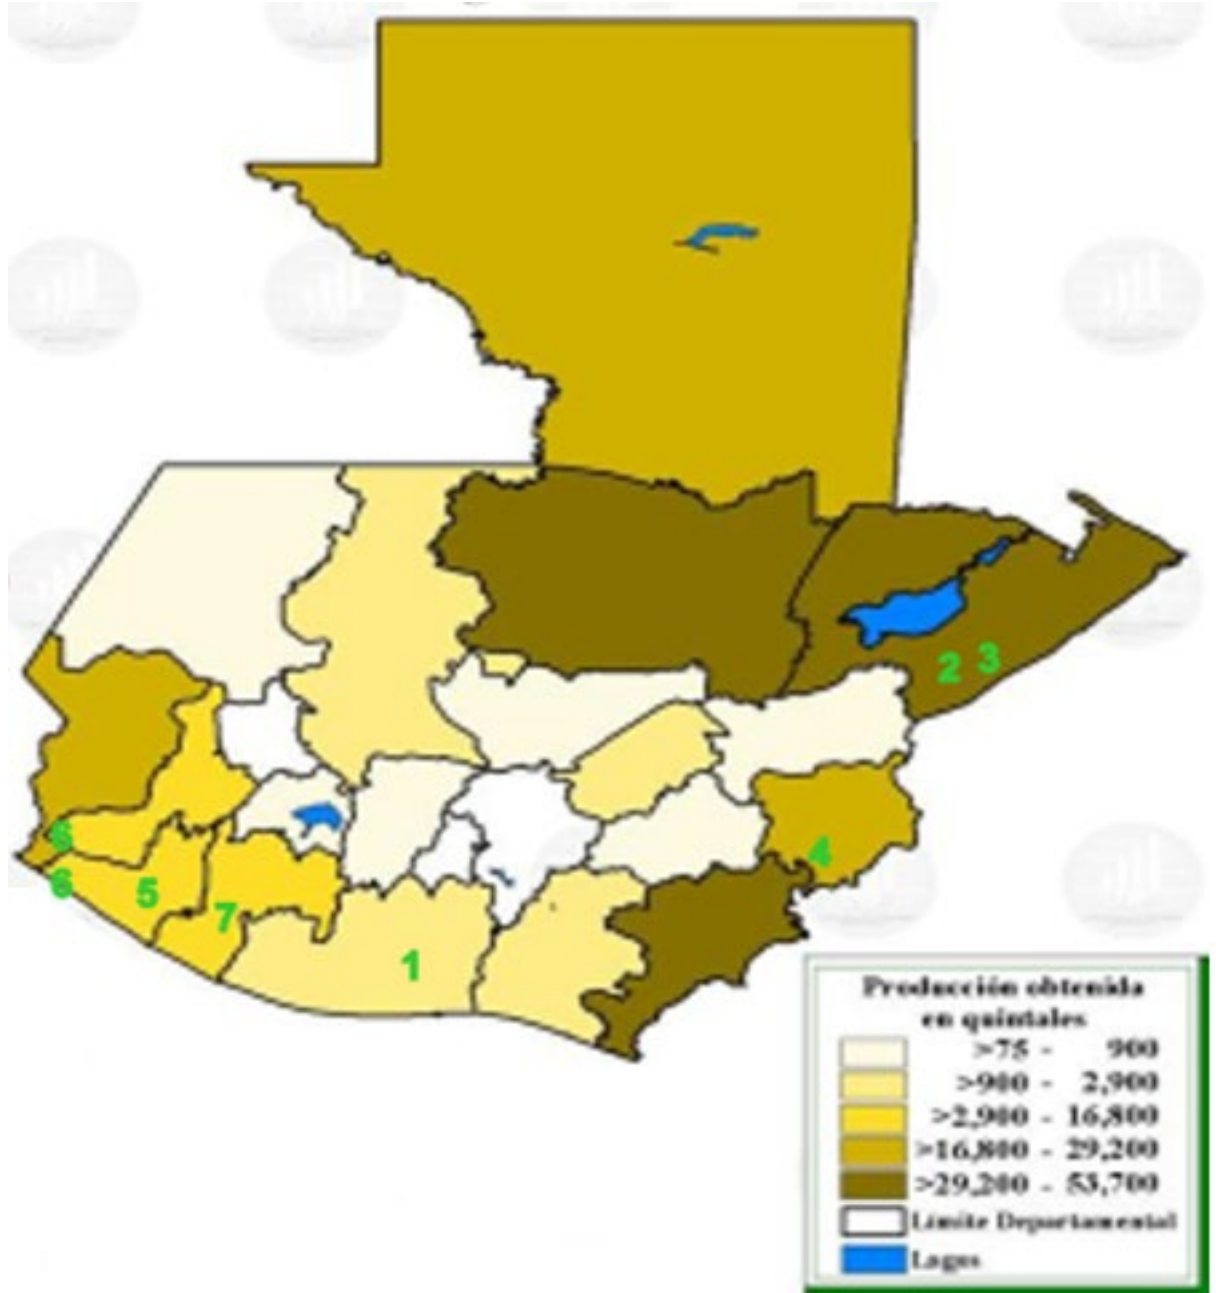 2 3
6
4
6
5
7
1
Producción obtenida
en quintales
>75 - 900
>900 - 2,900
>2,900 - 16,800
>16,800 - 29,200
>29,200 - 53,700
Límite Departamental
Lagos